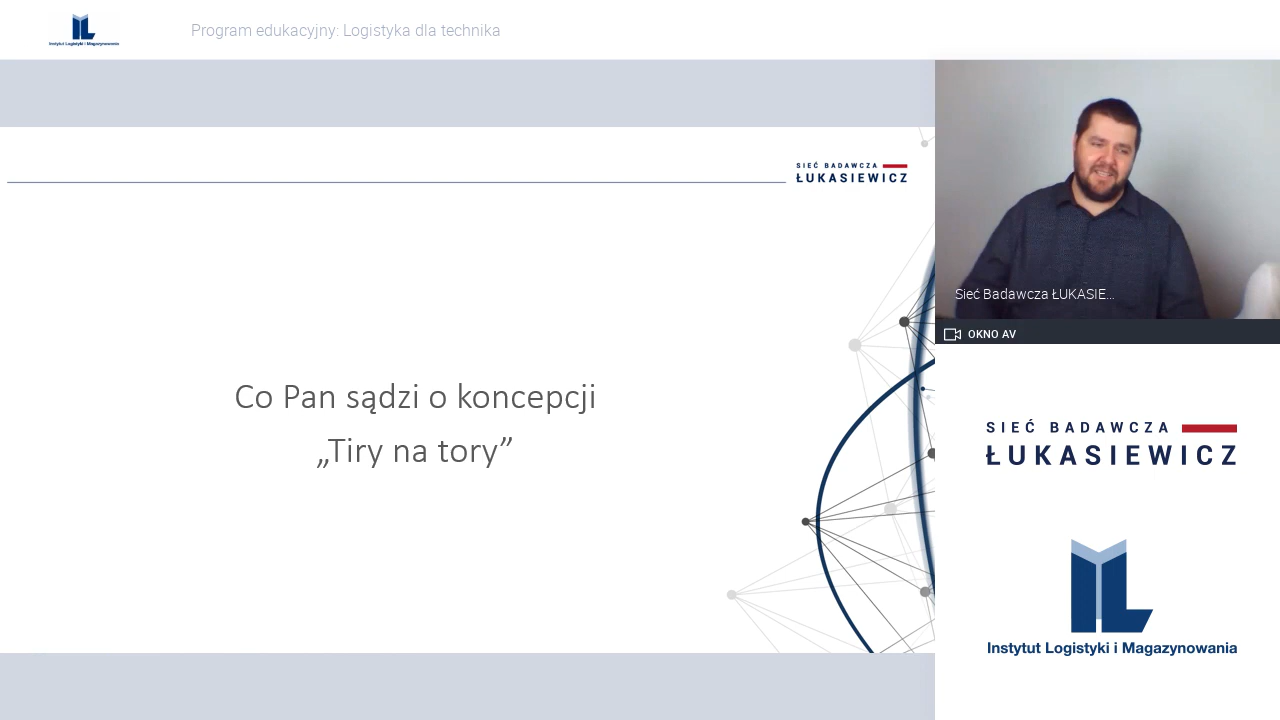 Instytut Logistyki i Magazynowania
Program edukacyjny: Logistyka dla technika
SIEĆ BADAWCZA
ŁUKASIEWICZ
Co Pan sądzi o koncepcji
„Tiry na tory”
Sieć Badawcza ŁUKASIE...
OKNO AV
SIEĆ BADAWCZA
ŁUKASIEWICZ
Instytut Logistyki i Magazynowania